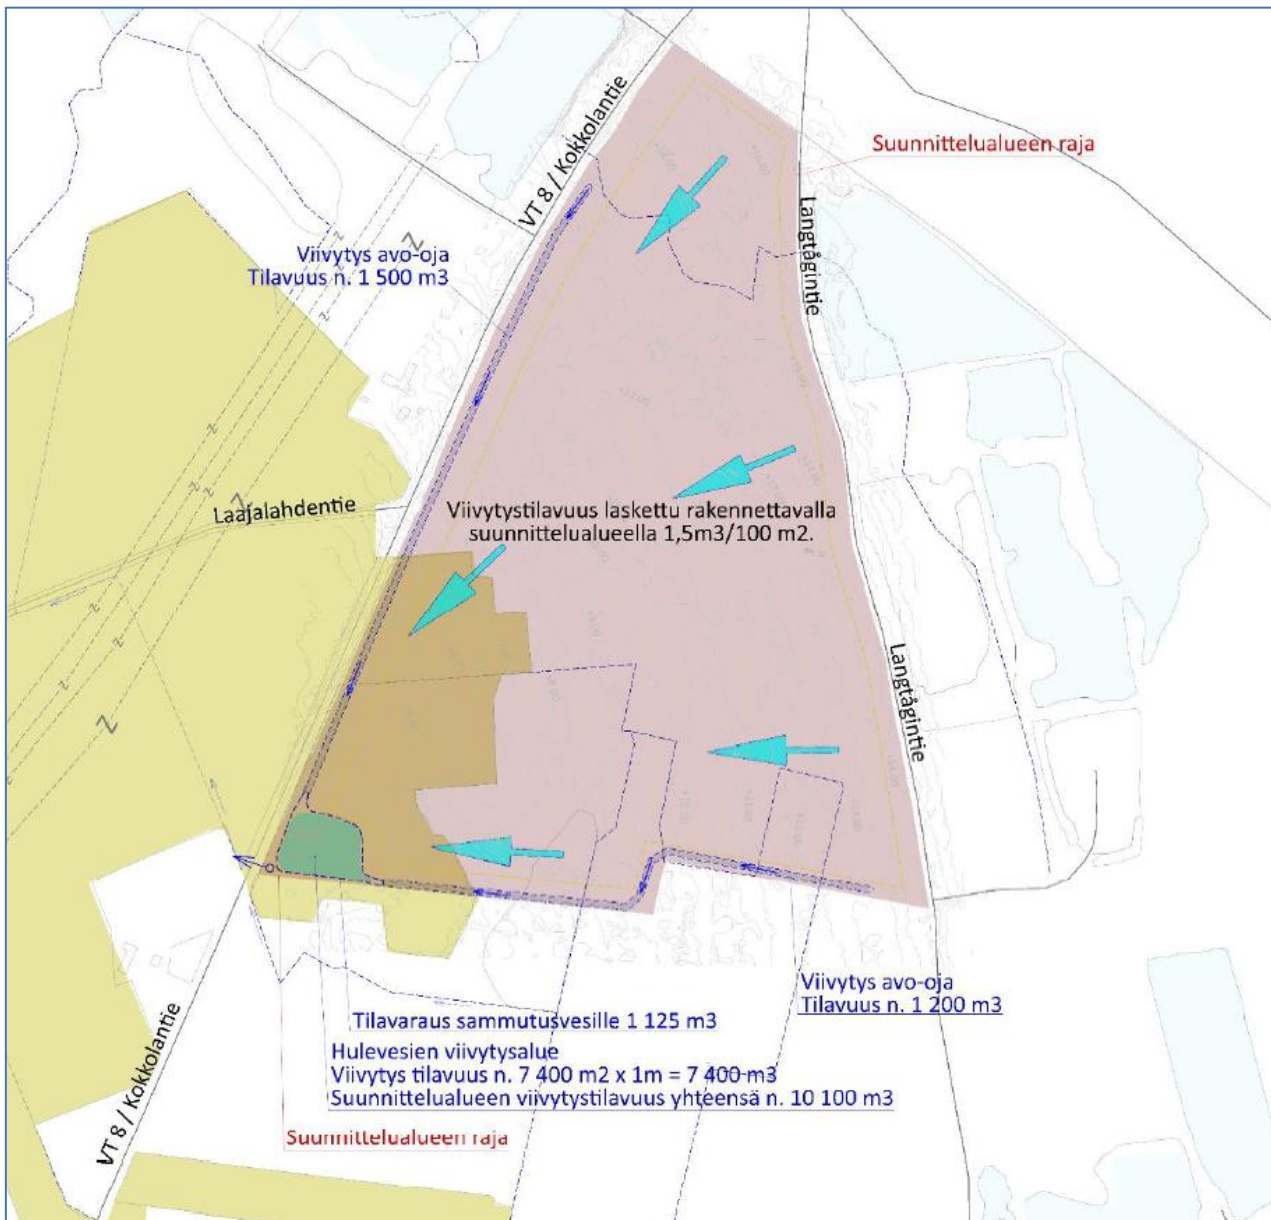 Suunnittelualueen raja
VT 8 / Kokkolantie
Langtågintie
Viivytys avo-oja
Tilavuus n. 1 500 m3
Laajalahdentie
Viivytystilavuus laskettu rakennettavalla
suunnittelualueella 1,5m3/100 m2.
Langtågintie
Viivytys avo-oja
Tilavuus n. 1 200 m3
Tilavaraus sammutusvesille 1 125 m3
Hulevesien viivytysalue
Viivytys tilavuus n. 7 400 m2 x 1m = 7 400 m3
Suunnittelualueen viivytystilavuus yhteensä n. 10 100 m3
Suunnittelualueen raja
VT 8 / Kokkolantie